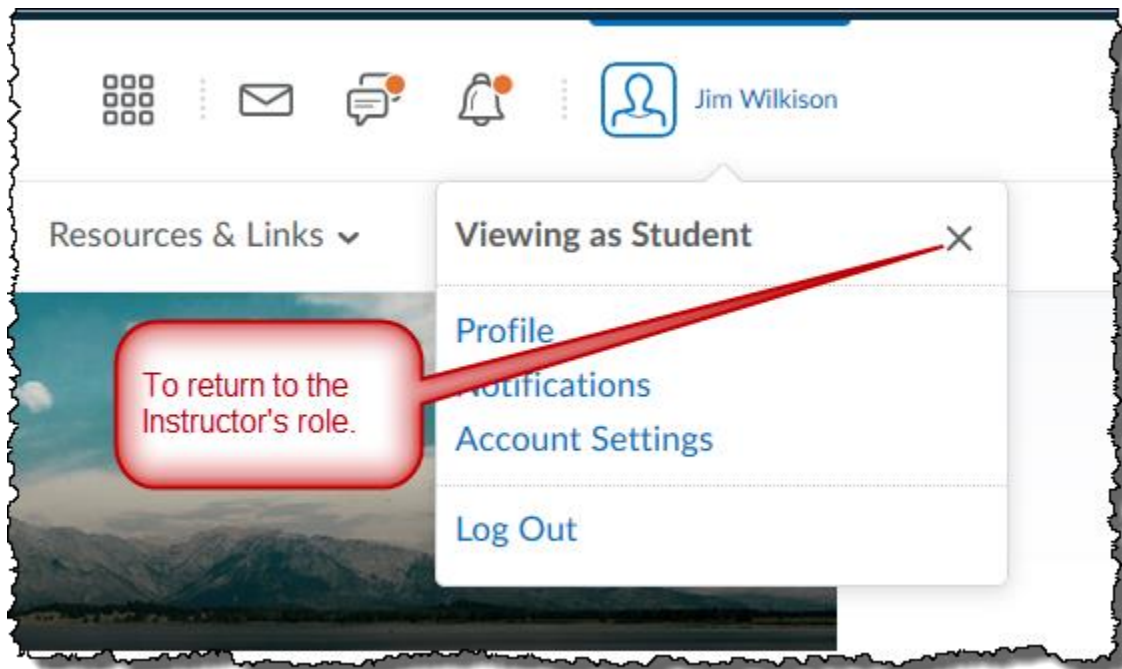 Jim Wilkison
Resources & Links
Viewing as Student
Profile
To return to the
Instructor's role.
Notifications
Account Settings
Log Out